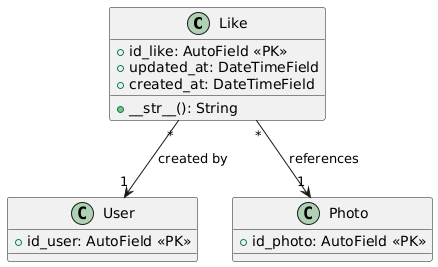 C Like
id_like: AutoField «PK»
updated_at: DateTimeField
created_at: DateTimeField
__str__(): String
* *
created by references
1 1
C User C Photo
id_user: AutoField «PK» id_photo: AutoField «PK»